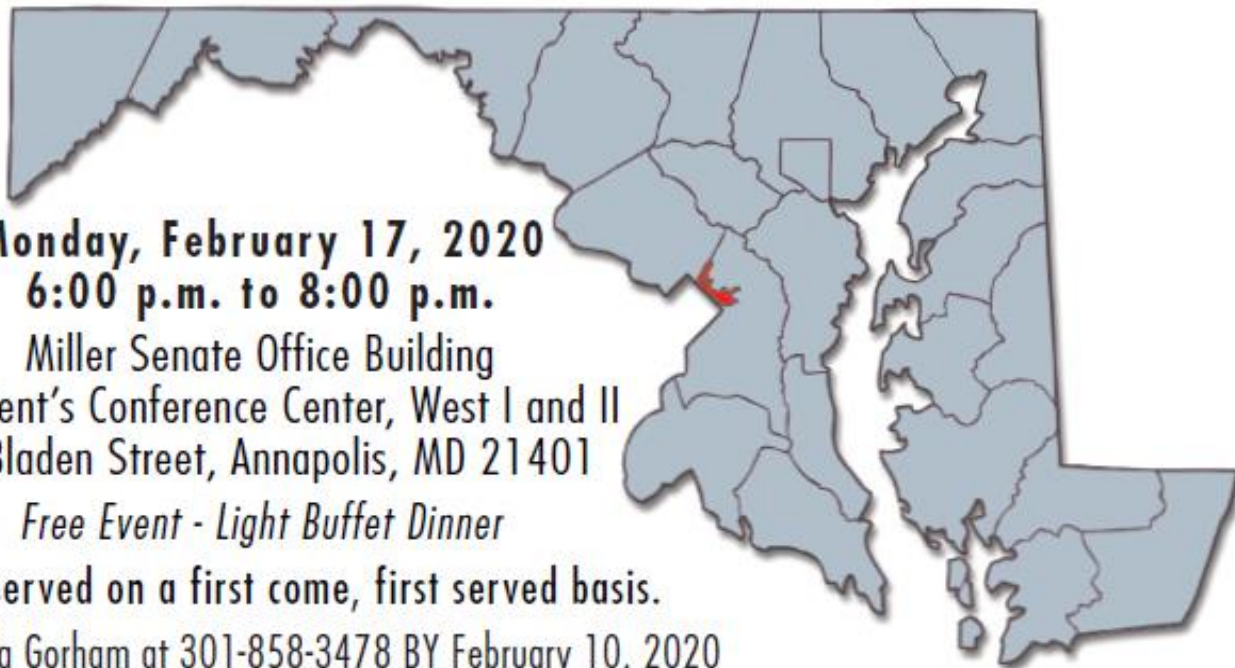 Monday, February 17, 2020
6:00 p.m. to 8:00 p.m.
Miller Senate Office Building
ent's Conference Center, West I and II
Bladen Street, Annapolis, MD 21401
Free Event - Light Buffet Dinner
served on a first come, first served basis.
a Gorham at 301-858-3478 BY February 10, 2020